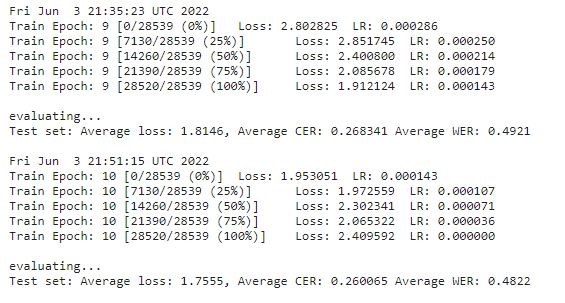 Fri Jun  3 21:35:23 UTC 2022
Train Epoch: 9 [0/28539 (0%)]   Loss: 2.802825  LR: 0.000286
Train Epoch: 9 [7130/28539 (25%)]       Loss: 2.851745  LR: 0.000250
Train Epoch: 9 [14260/28539 (50%)]      Loss: 2.400800  LR: 0.000214
Train Epoch: 9 [21390/28539 (75%)]      Loss: 2.085678  LR: 0.000179
Train Epoch: 9 [28520/28539 (100%)]     Loss: 1.912124  LR: 0.000143
evaluating...
Test set: Average loss: 1.8146, Average CER: 0.268341 Average WER: 0.4921
Fri Jun  3 21:51:15 UTC 2022
Train Epoch: 10 [0/28539 (0%)]  Loss: 1.953051  LR: 0.000143
Train Epoch: 10 [7130/28539 (25%)]      Loss: 1.972559  LR: 0.000107
Train Epoch: 10 [14260/28539 (50%)]     Loss: 2.302341  LR: 0.000071
Train Epoch: 10 [21390/28539 (75%)]     Loss: 2.065322  LR: 0.000036
Train Epoch: 10 [28520/28539 (100%)]    Loss: 2.409592  LR: 0.000000
evaluating...
Test set: Average loss: 1.7555, Average CER: 0.260065 Average WER: 0.4822